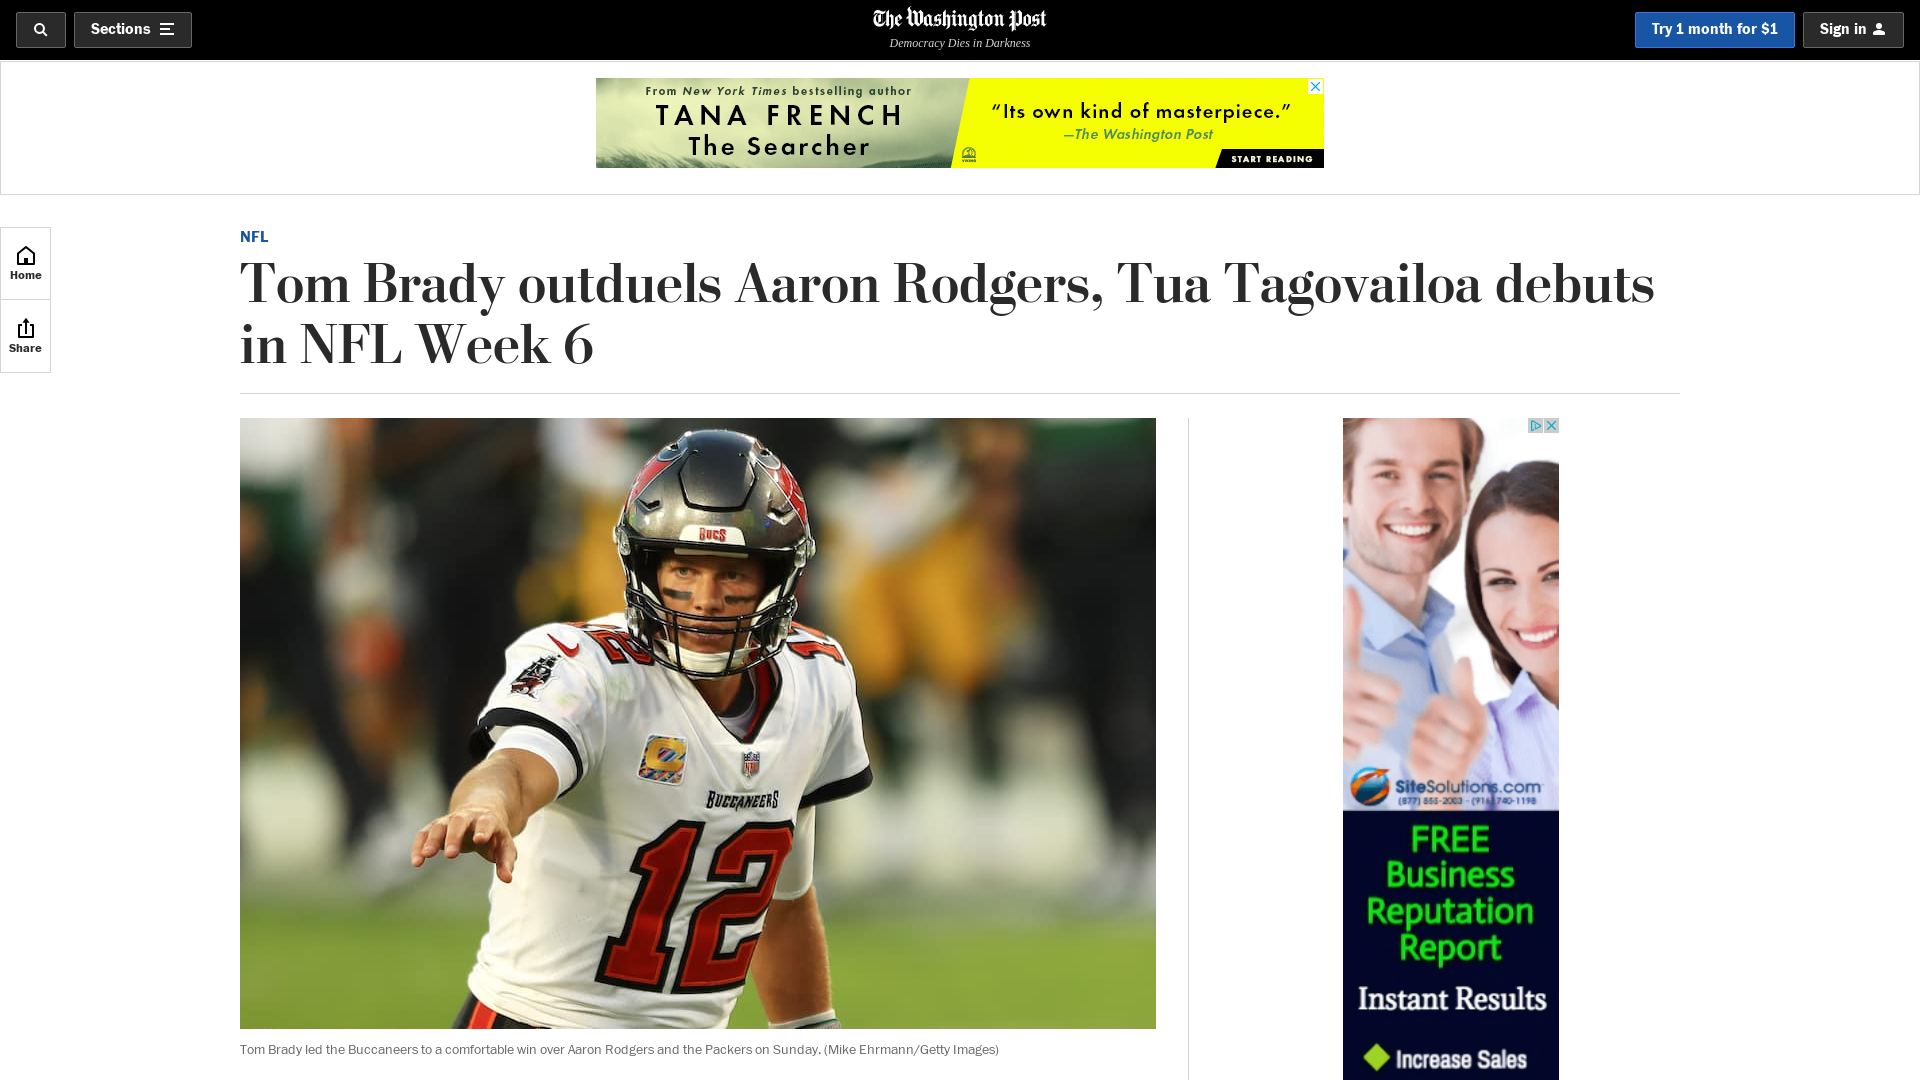 Sections
The Washington Post
Democracy Dies in Darkness
Try 1 month for $1
Sign in
From New York Times bestselling author
TANA FRENCH
The Searcher
“Its own kind of masterpiece.”
—The Washington Post
START READING
Home
Share
NFL
Tom Brady outduels Aaron Rodgers, Tua Tagovailoa debuts
in NFL Week 6
BUCS
12
BUCCANEERS
12
Tom Brady led the Buccaneers to a comfortable win over Aaron Rodgers and the Packers on Sunday. (Mike Ehrmann/Getty Images)
SiteSolutions.com
(877) 855-2003 - (916) 740-1198
FREE
Business
Reputation
Report
Instant Results
Increase Sales